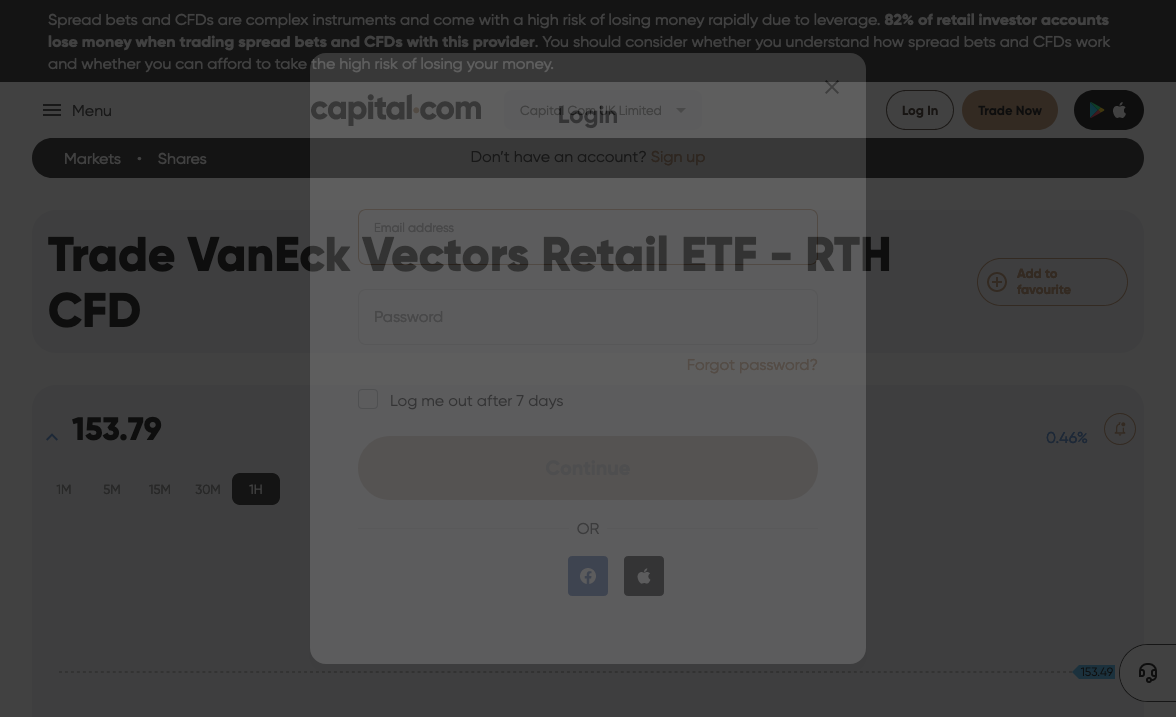 Spread bets and CFDs are complex instruments and come with a high risk of losing money rapidly due to leverage. 82% of retail investor accounts
lose money when trading spread bets and CFDs with this provider. You should consider whether you understand how spread bets and CFDs work
and whether you can afford to take the high risk of losing your money.
Menu
capital.com
Capital Com UK Limited
Log In
Trade Now
Login
Markets
Shares
Don't have an account? Sign up
Email address
Trade VanEck Vectors Retail ETF - RTH
CFD
Add to
favourite
Password
Forgot password?
Log me out after 7 days
153.79
0.46%
Continue
1M 5M 15M 30M 1H
OR
153.49